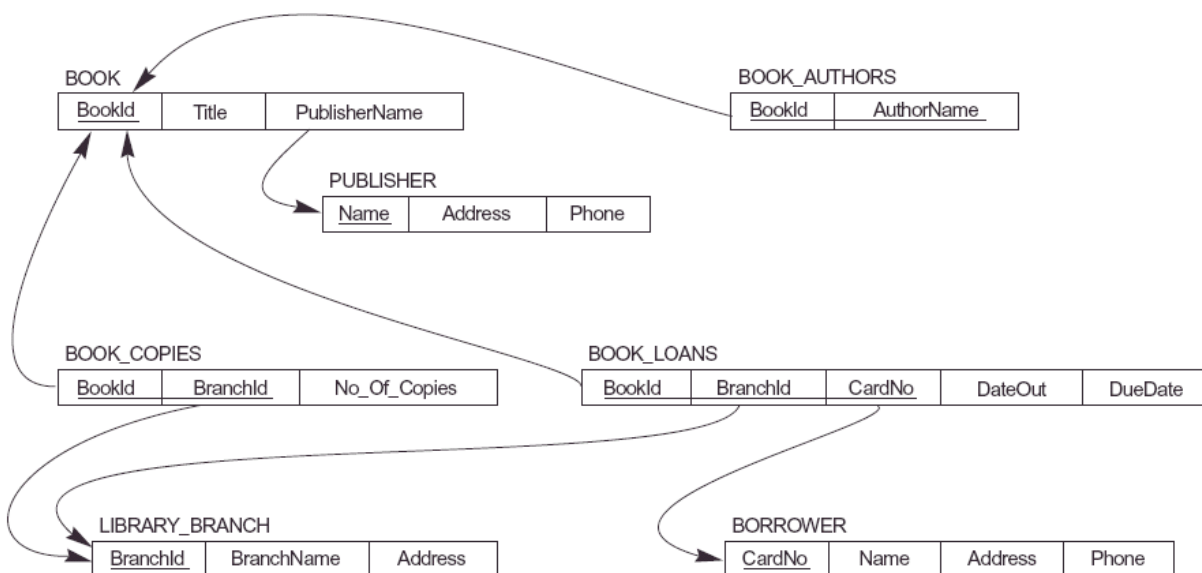 BOOK
BookId Title PublisherName
BOOK_AUTHORS
BookId AuthorName
PUBLISHER
Name Address Phone
BOOK_COPIES
BookId BranchId No_Of_Copies
BOOK_LOANS
BookId BranchId CardNo DateOut DueDate
LIBRARY_BRANCH
BranchId BranchName Address
BORROWER
CardNo Name Address Phone